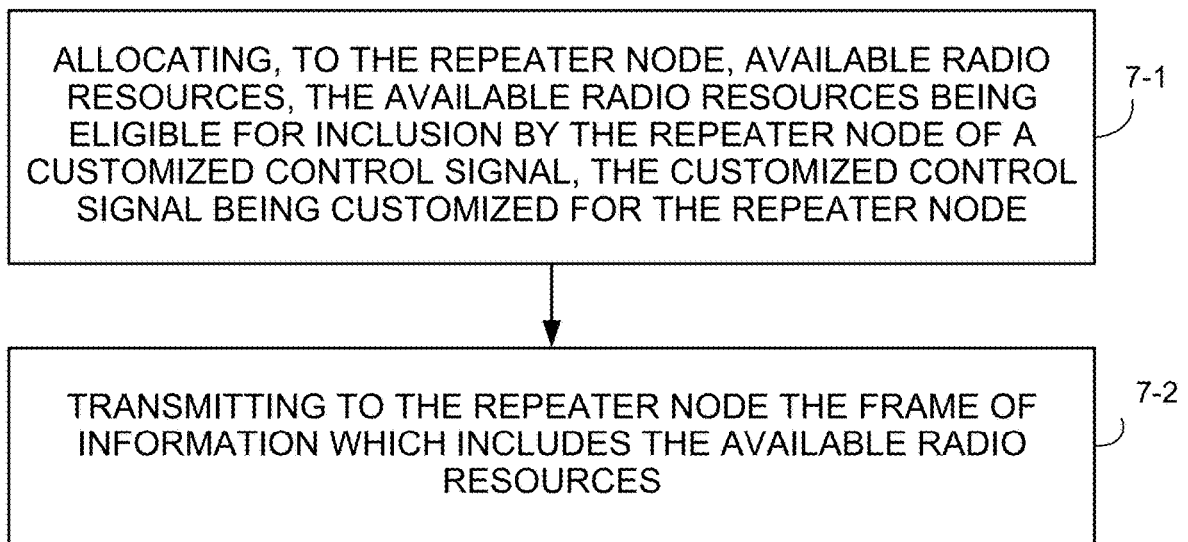 ALLOCATING, TO THE REPEATER NODE, AVAILABLE RADIO
RESOURCES, THE AVAILABLE RADIO RESOURCES BEING
ELIGIBLE FOR INCLUSION BY THE REPEATER NODE OF A
CUSTOMIZED CONTROL SIGNAL, THE CUSTOMIZED CONTROL
SIGNAL BEING CUSTOMIZED FOR THE REPEATER NODE
7-1
TRANSMITTING TO THE REPEATER NODE THE FRAME OF
INFORMATION WHICH INCLUDES THE AVAILABLE RADIO
RESOURCES
7-2